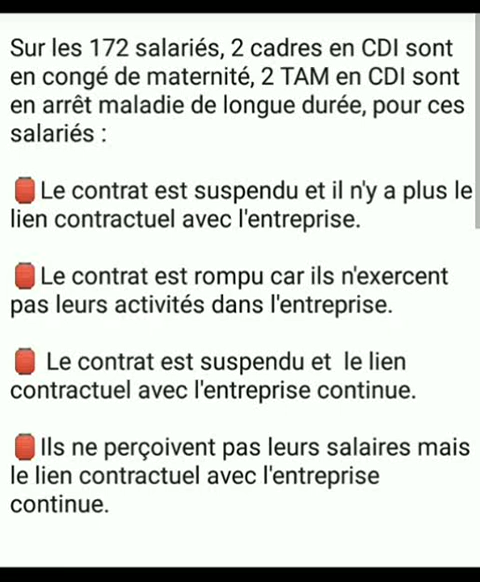 Sur les 172 salariés, 2 cadres en CDI sont
en congé de maternité, 2 TAM en CDI sont
en arrêt maladie de longue durée, pour ces
salariés :
Le contrat est suspendu et il n'y a plus le
lien contractuel avec l'entreprise.
Le contrat est rompu car ils n'exercent
pas leurs activités dans l'entreprise.
Le contrat est suspendu et le lien
contractuel avec l'entreprise continue.
Ils ne perçoivent pas leurs salaires mais
le lien contractuel avec l'entreprise
continue.